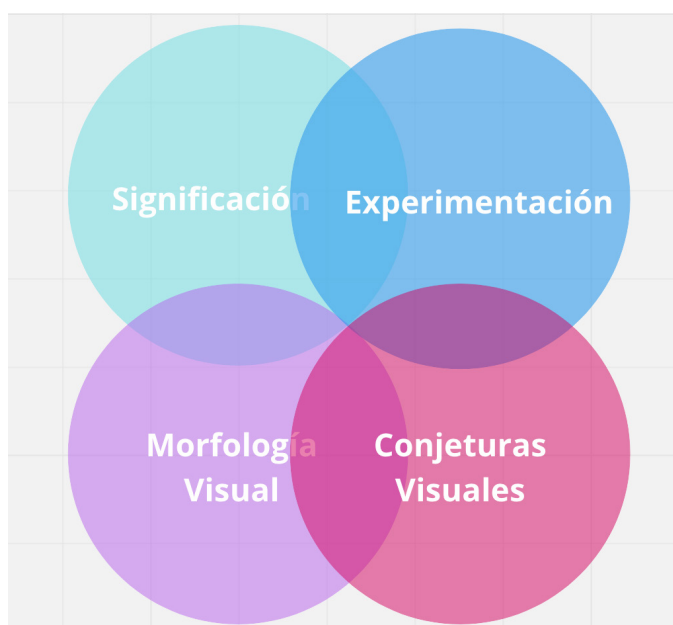 Significación
Experimentación
Morfología
Visual
Conjeturas
Visuales